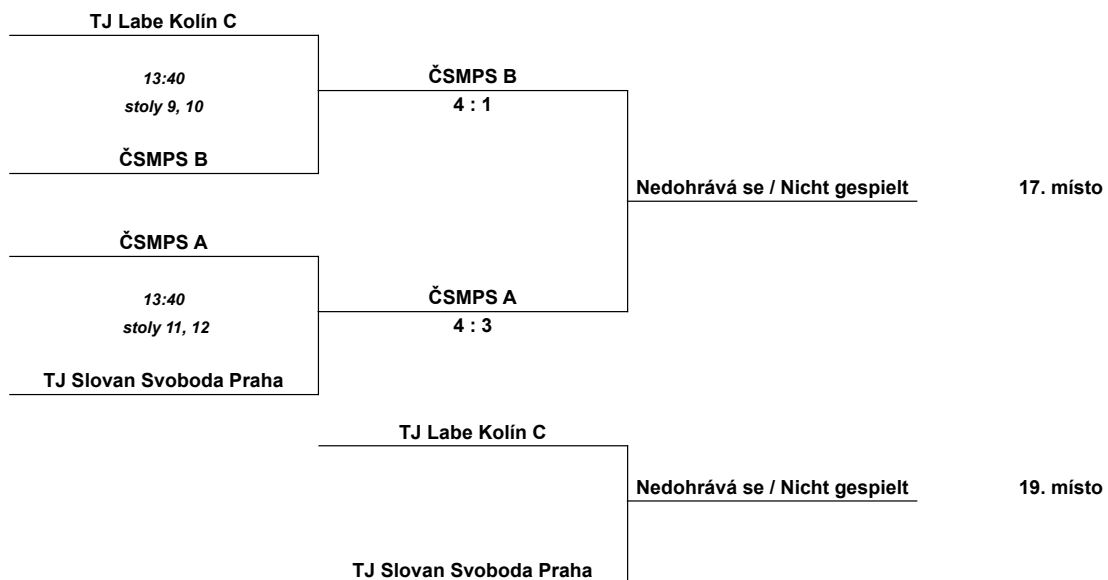 TJ Labe Kolín C
13:40
stoly 9, 10
ČSMPS B
4 : 1
ČSMPS B
Nedohrává se / Nicht gespielt
17. místo
ČSMPS A
13:40
stoly 11, 12
ČSMPS A
4 : 3
TJ Slovan Svoboda Praha
TJ Labe Kolín C
Nedohrává se / Nicht gespielt
19. místo
TJ Slovan Svoboda Praha